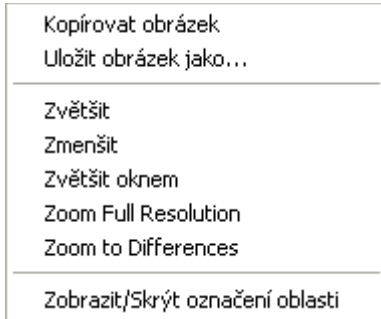 Kopírovat obrázek
Uložit obrázek jako...
Zvětšit
Zmenšit
Zvětšit oknem
Zoom Full Resolution
Zoom to Differences
Zobrazit/Skrýt označení oblasti